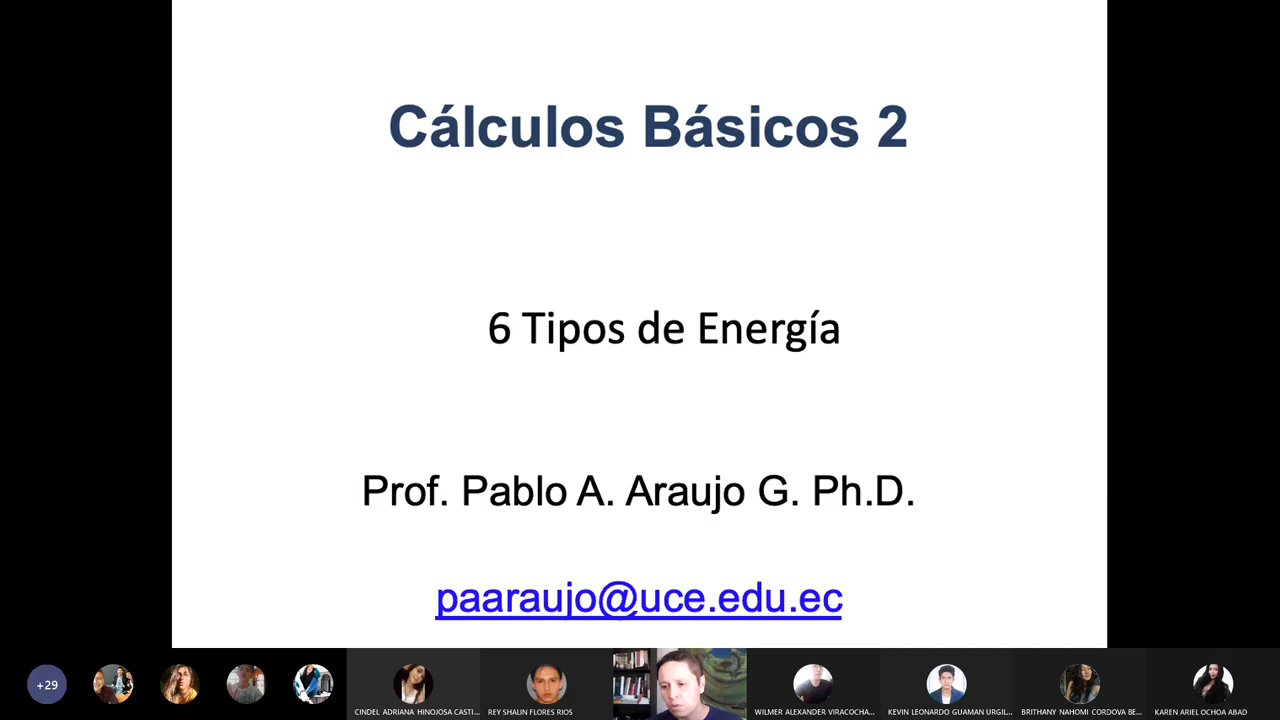 Cálculos Básicos 2
6 Tipos de Energía
Prof. Pablo A. Araujo G. Ph.D.
paaraujo@uce.edu.ec
+29
CINDEL ADRIANA HINOJOSA CASTI...
REY SHALIN FLORES RIOS
WILMER ALEXANDER VIRACOCHA...
KEVIN LEONARDO GUAMAN URGIL...
BRITHANY NAHOMI CORDOVA BE...
KAREN ARIEL OCHOA ABAD